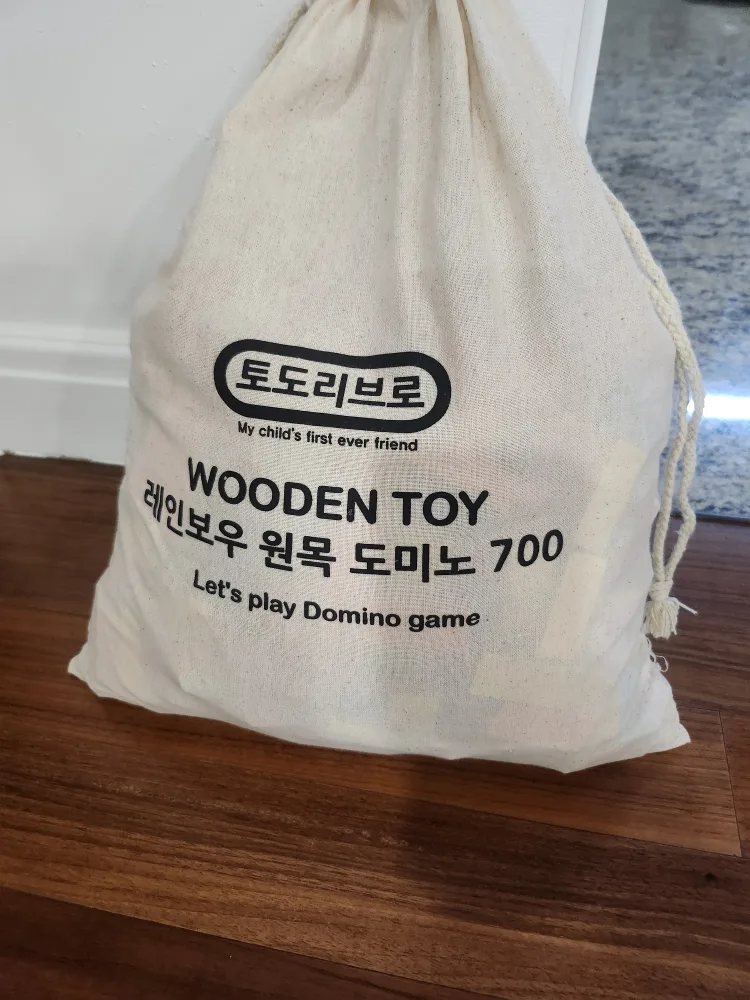 토도리브로
My child's first ever friend
WOODEN TOY
레인보우 원목 도미노 700
Let's play Domino game